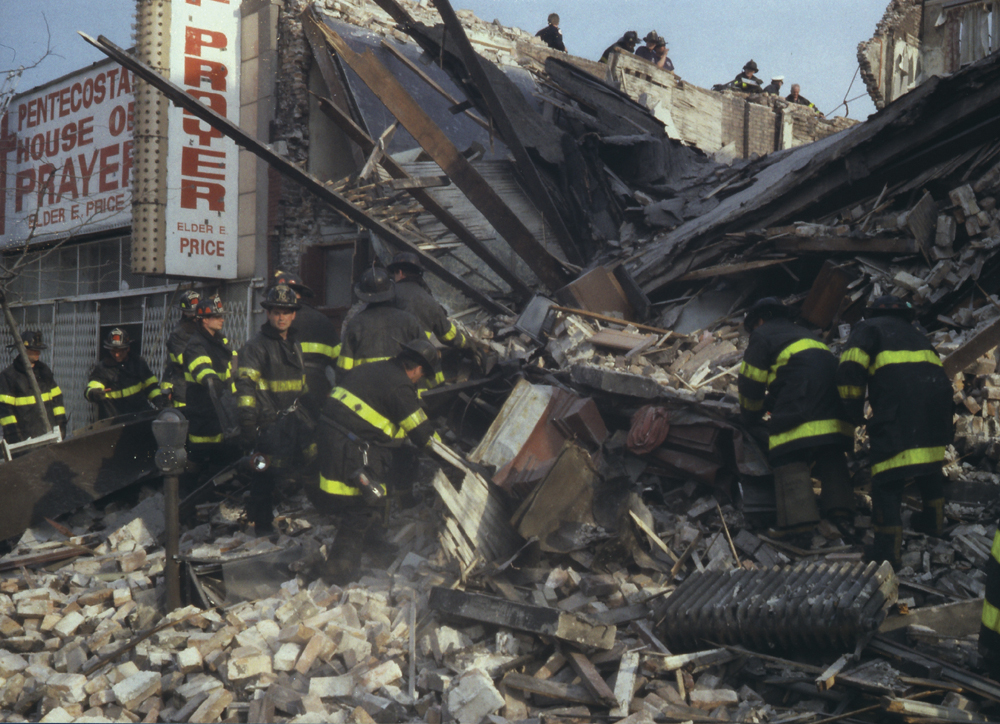 PENTECOSTA
HOUSE OF
PRAYER
ELDER E. PRICE
PRAYER
ELDER E.
PRICE